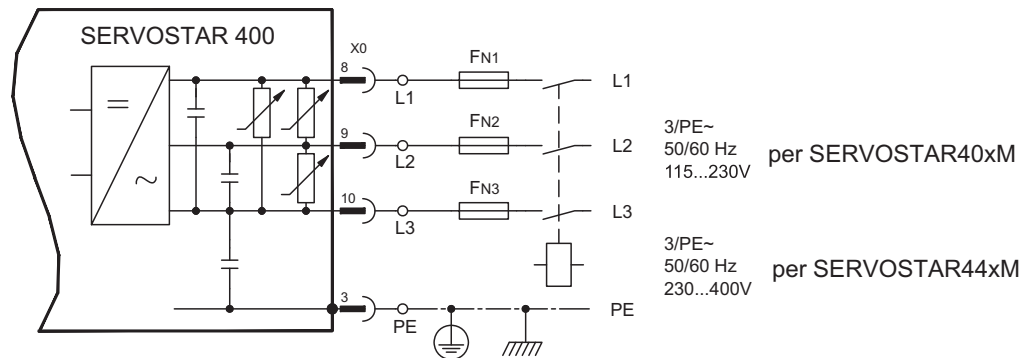 SERVOSTAR 400
X0
8
L1
FN1
L1
9
L2
FN2
L2
10
L3
FN3
L3
3/PE~
50/60 Hz
115...230V
per SERVOSTAR40xM
3/PE~
50/60 Hz
230...400V
per SERVOSTAR44xM
3
PE
PE